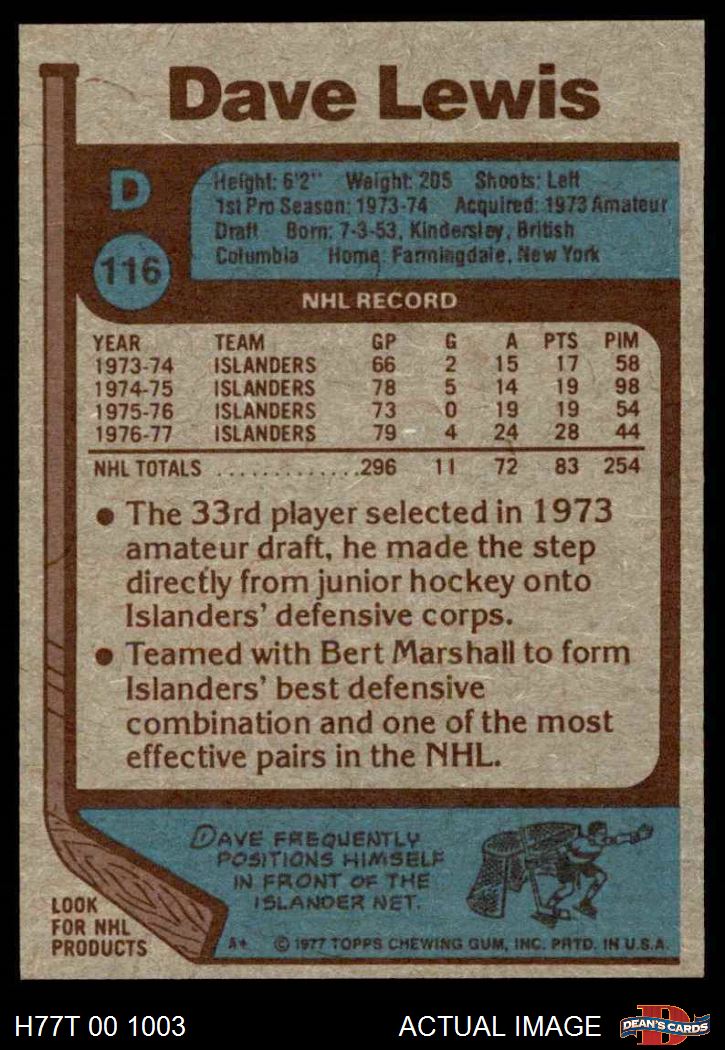 Dave Lewis
D
116
Height: 6'2" Weight: 205 Shoots: Left
1st Pro Season: 1973-74 Acquired: 1973 Amateur
Draft Born: 7-3-53, Kindersley, British
Columbia Home: Farmingdale, New York
NHL RECORD
YEAR TEAM GP G A PTS PIM
1973-74 ISLANDERS 66 2 15 17 58
1974-75 ISLANDERS 78 5 14 19 98
1975-76 ISLANDERS 73 0 19 19 54
1976-77 ISLANDERS 79 4 24 28 44
NHL TOTALS .............296 11 72 83 254
● The 33rd player selected in 1973
amateur draft, he made the step
directly from junior hockey onto
Islanders' defensive corps.
● Teamed with Bert Marshall to form
Islanders' best defensive
combination and one of the most
effective pairs in the NHL.
DAVE FREQUENTLY
POSITIONS HIMSELF
IN FRONT OF THE
ISLANDER NET.
LOOK
FOR NHL
PRODUCTS
A* © 1977 TOPPS CHEWING GUM, INC. PRTD. IN U.S.A.
H77T 00 1003 ACTUAL IMAGE D DEAN'S CARDS